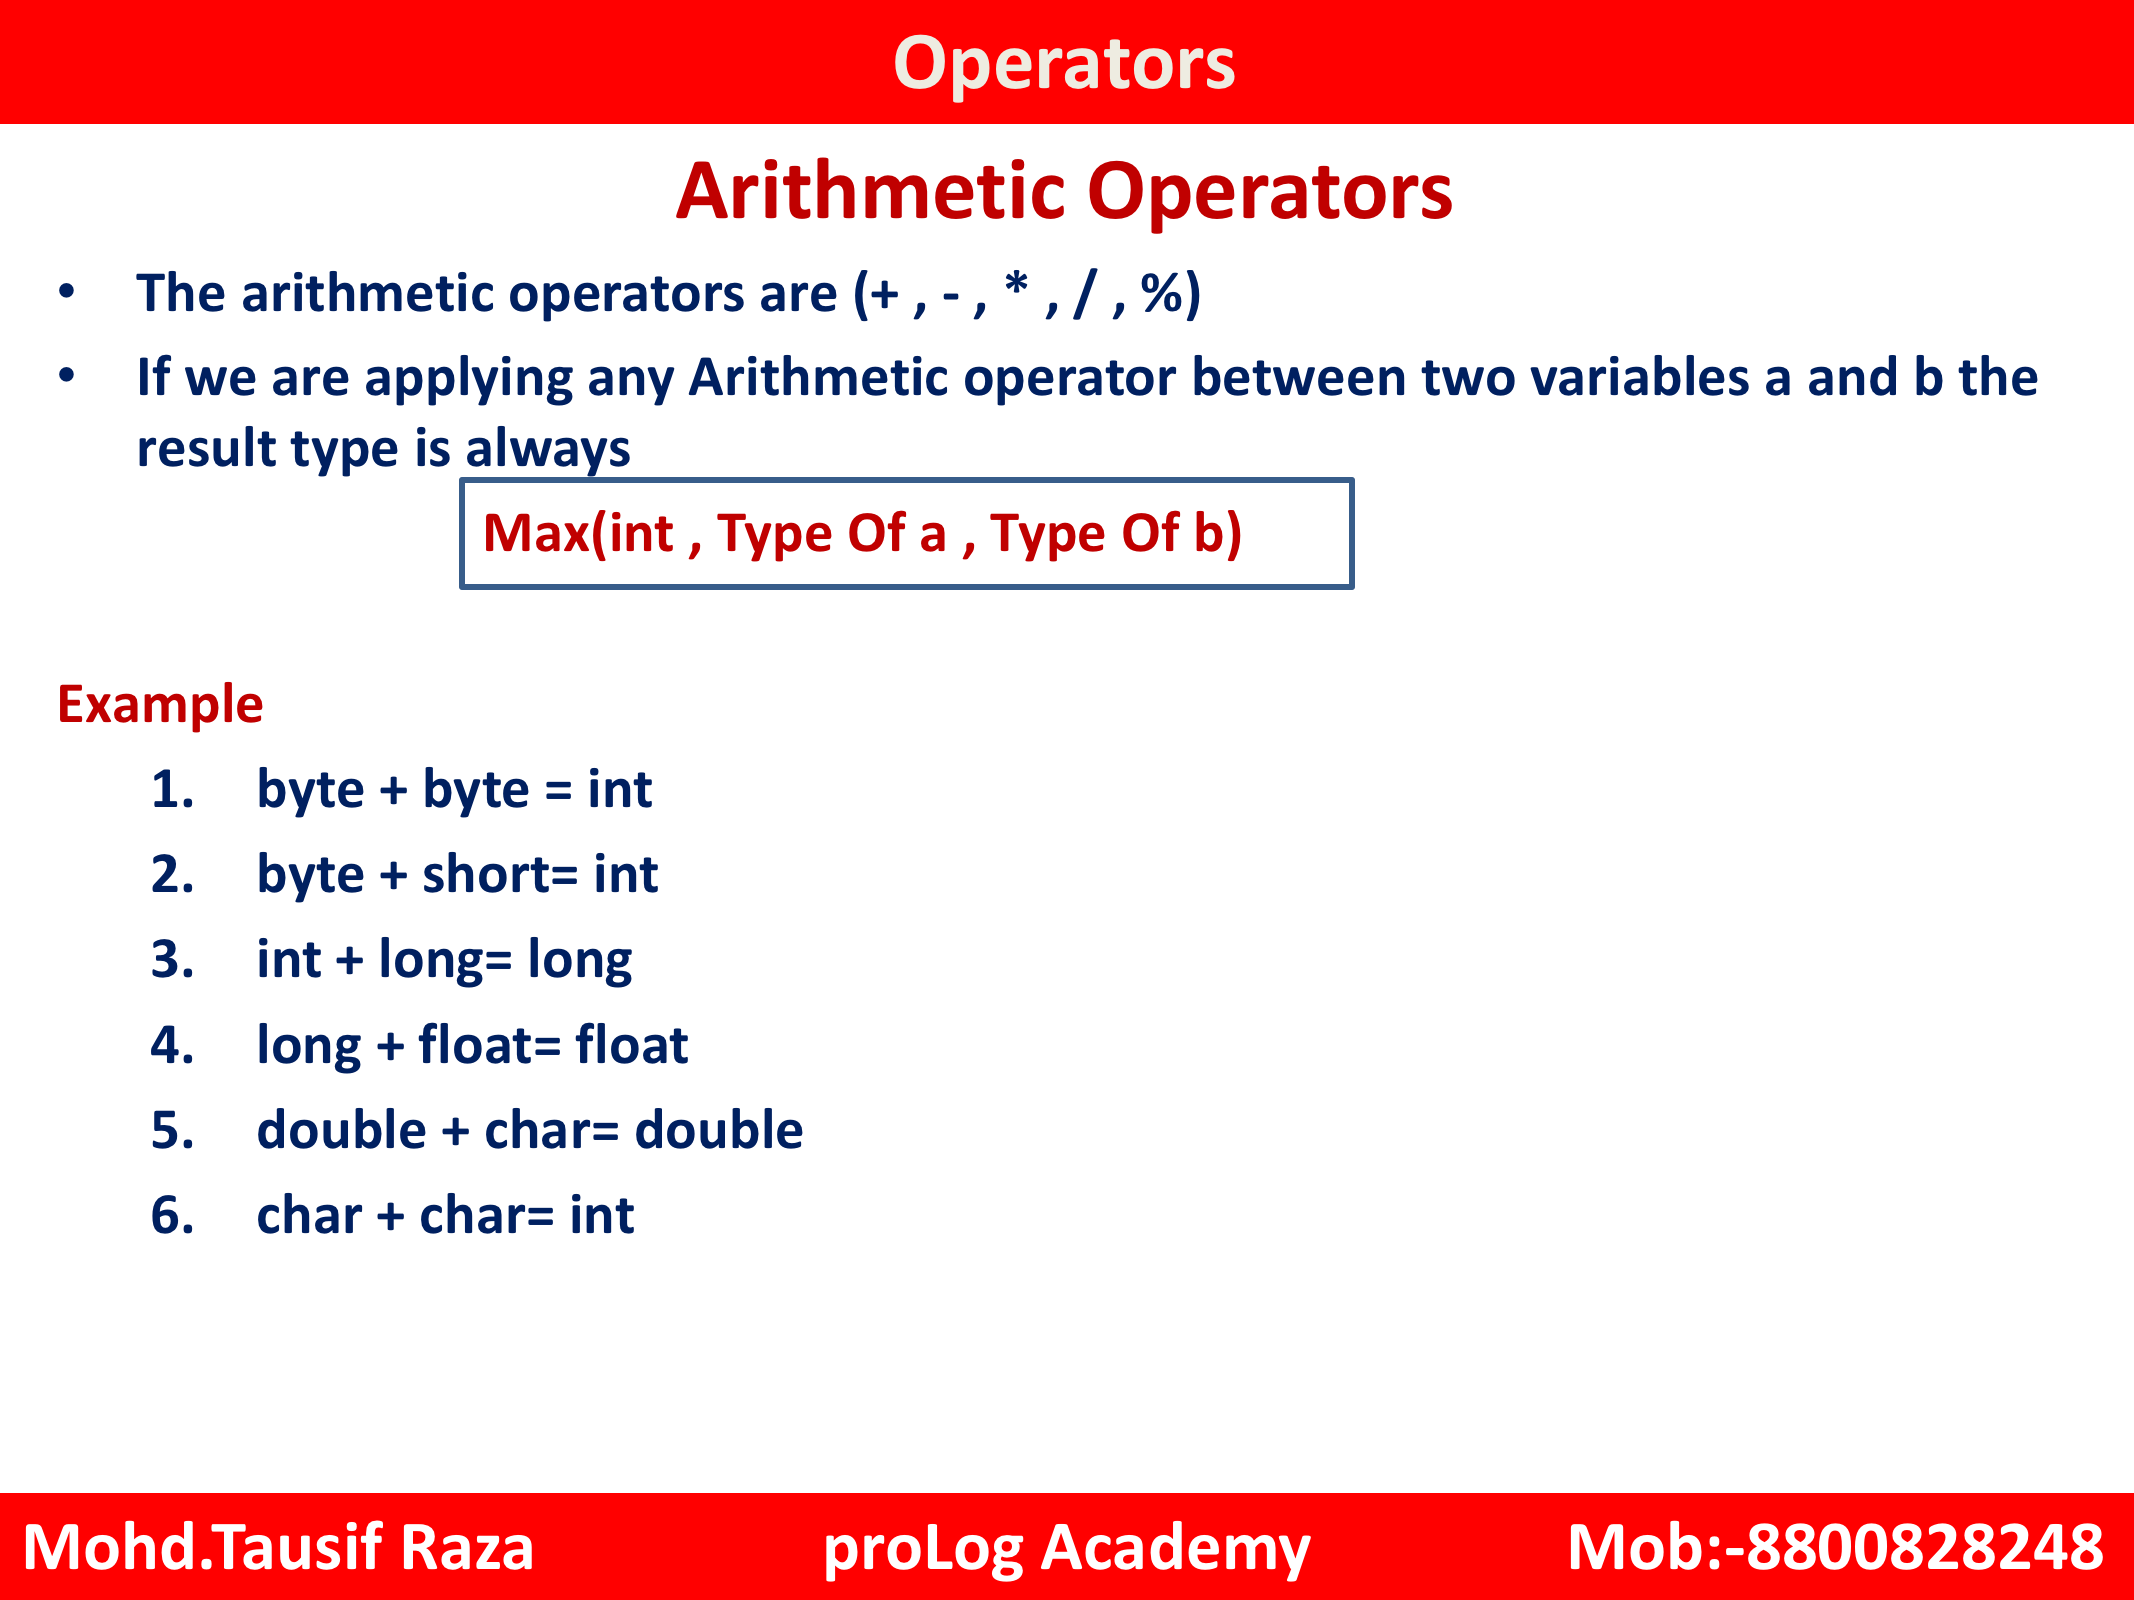 Operators
Arithmetic Operators
• The arithmetic operators are (+ , - , * , / , %)
• If we are applying any Arithmetic operator between two variables a and b the
result type is always
Max(int , Type Of a , Type Of b)
Example
1. byte + byte = int
2. byte + short= int
3. int + long= long
4. long + float= float
5. double + char= double
6. char + char= int
Mohd.Tausif Raza proLog Academy Mob:-8800828248